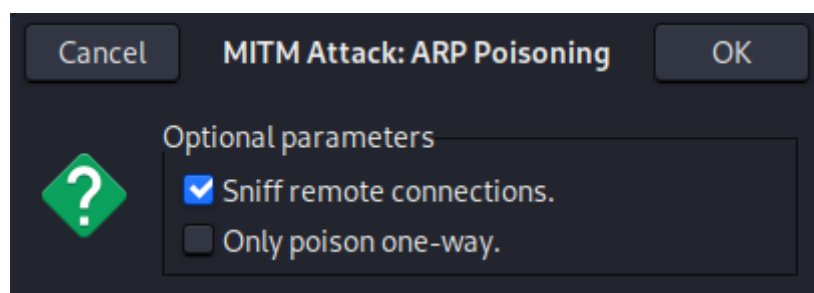 Cancel MITM Attack: ARP Poisoning OK
Optional parameters
Sniff remote connections.
Only poison one-way.